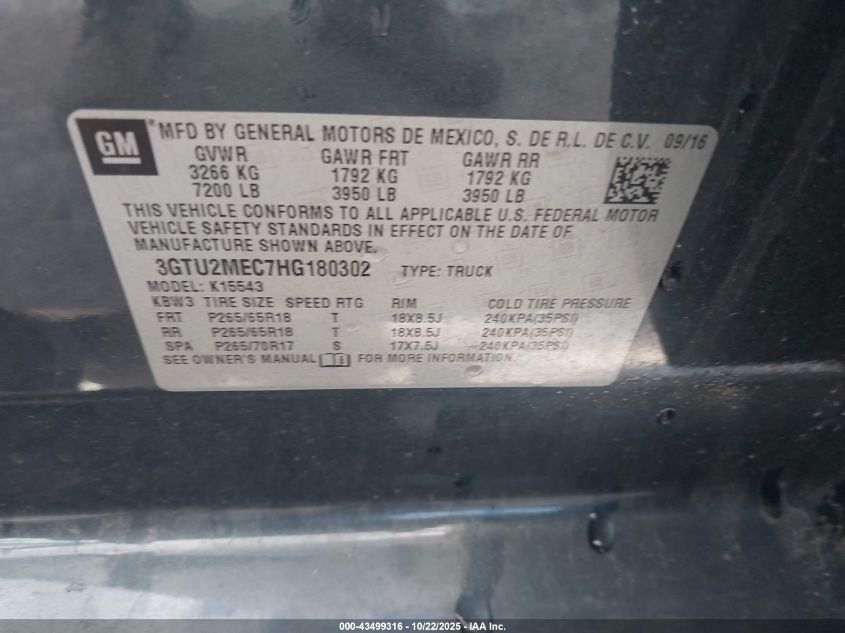 GM
*MFD BY GENERAL MOTORS DE MEXICO, S. DE R.L. DE C.V. 09/16
GVWR GAWR FRT GAWR RR
3266 KG 1792 KG 1792 KG
7200 LB 3950 LB 3950 LB
THIS VEHICLE CONFORMS TO ALL APPLICABLE U.S. FEDERAL MOTOR
VEHICLE SAFETY STANDARDS IN EFFECT ON THE DATE OF
MANUFACTURE SHOWN ABOVE.
3GTU2MEC7HG180302 TYPE: TRUCK
MODEL: K15543
KBW3 TIRE SIZE SPEED RTG RIM COLD TIRE PRESSURE
FRT P265/65R18 T 18X8.5J 240KPA(35PSI)
RR P265/65R18 T 18X8.5J 240KPA(35PSI)
SPA P265/70R17 S 17X7.5J 240KPA(35PSI)
SEE OWNER'S MANUAL FOR MORE INFORMATION.
000-43499316 - 10/22/2025 - IAA Inc.